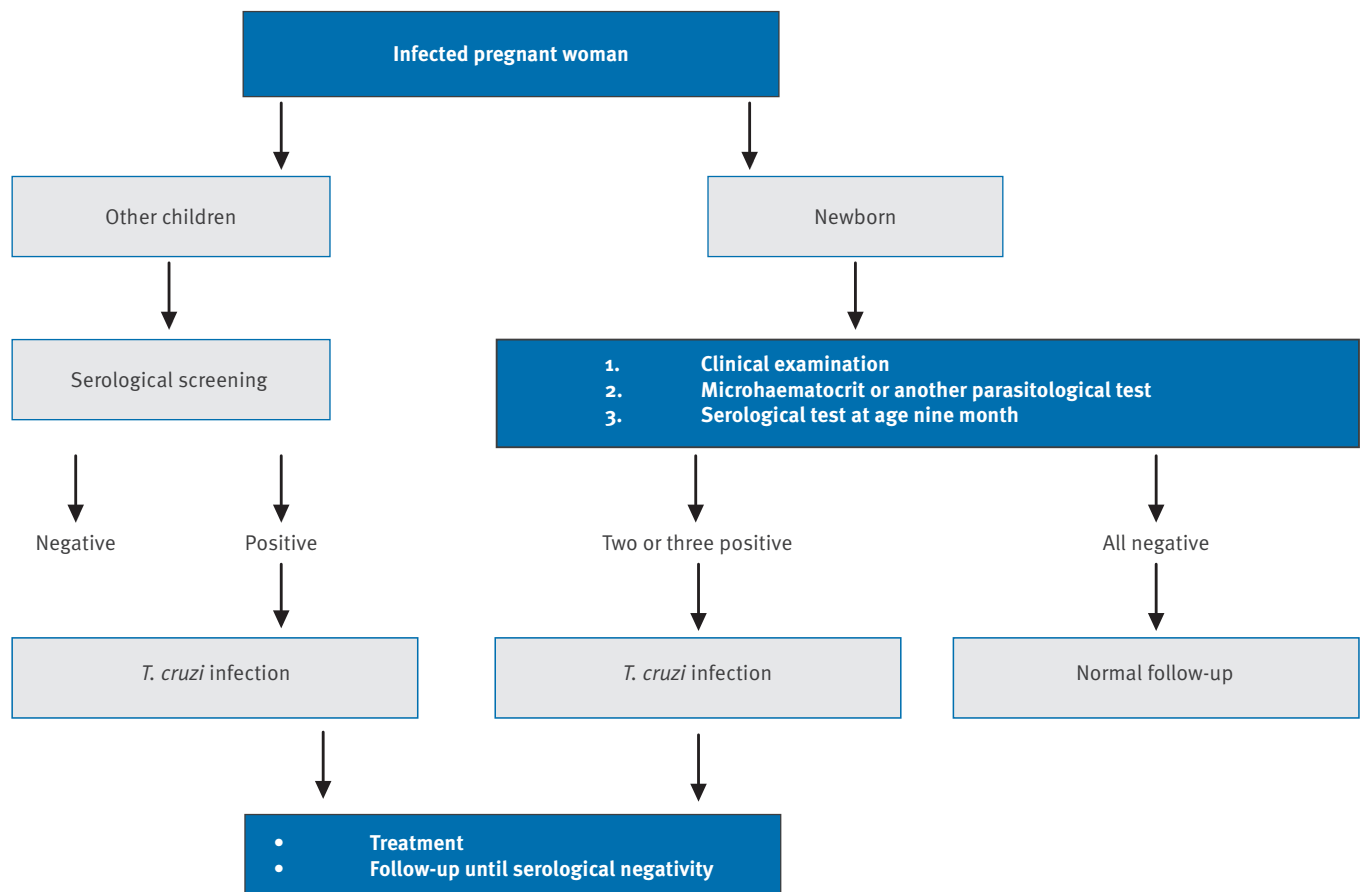 Infected pregnant woman
Other children
Newborn
Serological screening
1. Clinical examination
2. Microhaematocrit or another parasitological test
3. Serological test at age nine month
Negative
Positive
Two or three positive
All negative
T. cruzi infection
T. cruzi infection
Normal follow-up
• Treatment
• Follow-up until serological negativity